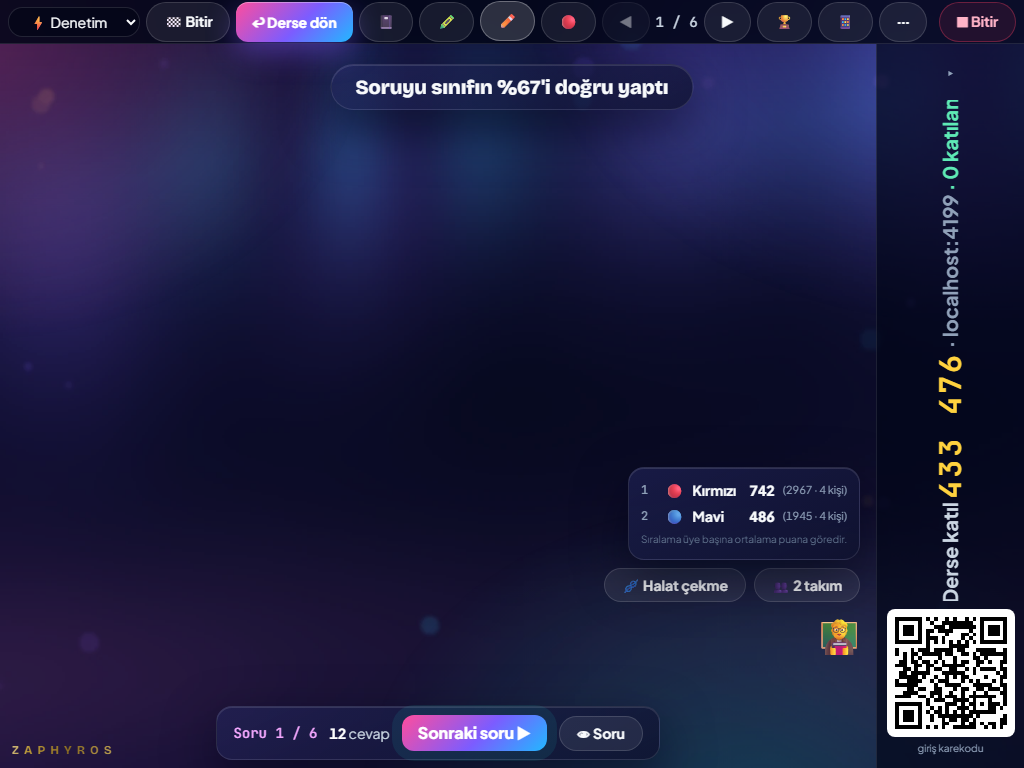 Denetim
Bitir
Derse dön
1 / 6
Bitir
Soruyu sınıfın %67'i doğru yaptı
Derse katıl 433 476 · localhost:4199 · 0 katılan
1 Kırmızı 742 (2967 · 4 kişi)
2 Mavi 486 (1945 · 4 kişi)
Sıralama üye başına ortalama puana göredir.
Halat çekme
2 takım
Soru 1 / 6 12 cevap Sonraki soru Soru
ZAPHYROS
giriş karekodu